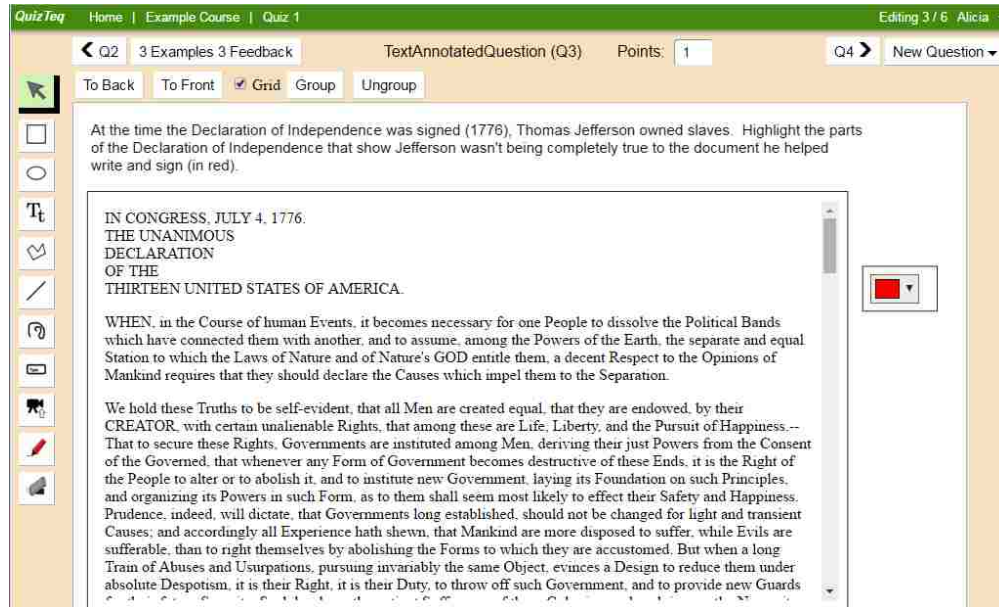 QuizTeq Home | Example Course | Quiz 1 Editing 3 / 6 Alicia
Q2 3 Examples 3 Feedback TextAnnotatedQuestion (Q3) Points: 1 Q4 New Question
To Back To Front Grid Group Ungroup
At the time the Declaration of Independence was signed (1776), Thomas Jefferson owned slaves. Highlight the parts
of the Declaration of Independence that show Jefferson wasn't being completely true to the document he helped
write and sign (in red).
Tt
IN CONGRESS, JULY 4, 1776.
THE UNANIMOUS
DECLARATION
OF THE
THIRTEEN UNITED STATES OF AMERICA.
WHEN, in the Course of human Events, it becomes necessary for one People to dissolve the Political Bands
which have connected them with another, and to assume, among the Powers of the Earth, the separate and equal
Station to which the Laws of Nature and of Nature's GOD entitle them, a decent Respect to the Opinions of
Mankind requires that they should declare the Causes which impel them to the Separation.
We hold these Truths to be self-evident, that all Men are created equal, that they are endowed, by their
CREATOR, with certain unalienable Rights, that among these are Life, Liberty, and the Pursuit of Happiness.--
That to secure these Rights, Governments are instituted among Men, deriving their just Powers from the Consent
of the Governed, that whenever any Form of Government becomes destructive of these Ends, it is the Right of
the People to alter or to abolish it, and to institute new Government, laying its Foundation on such Principles,
and organizing its Powers in such Form, as to them shall seem most likely to effect their Safety and Happiness.
Prudence, indeed, will dictate, that Governments long established, should not be changed for light and transient
Causes; and accordingly all Experience hath shewn, that Mankind are more disposed to suffer, while Evils are
sufferable, than to right themselves by abolishing the Forms to which they are accustomed. But when a long
Train of Abuses and Usurpations, pursuing invariably the same Object, evinces a Design to reduce them under
absolute Despotism, it is their Right, it is their Duty, to throw off such Government, and to provide new Guards